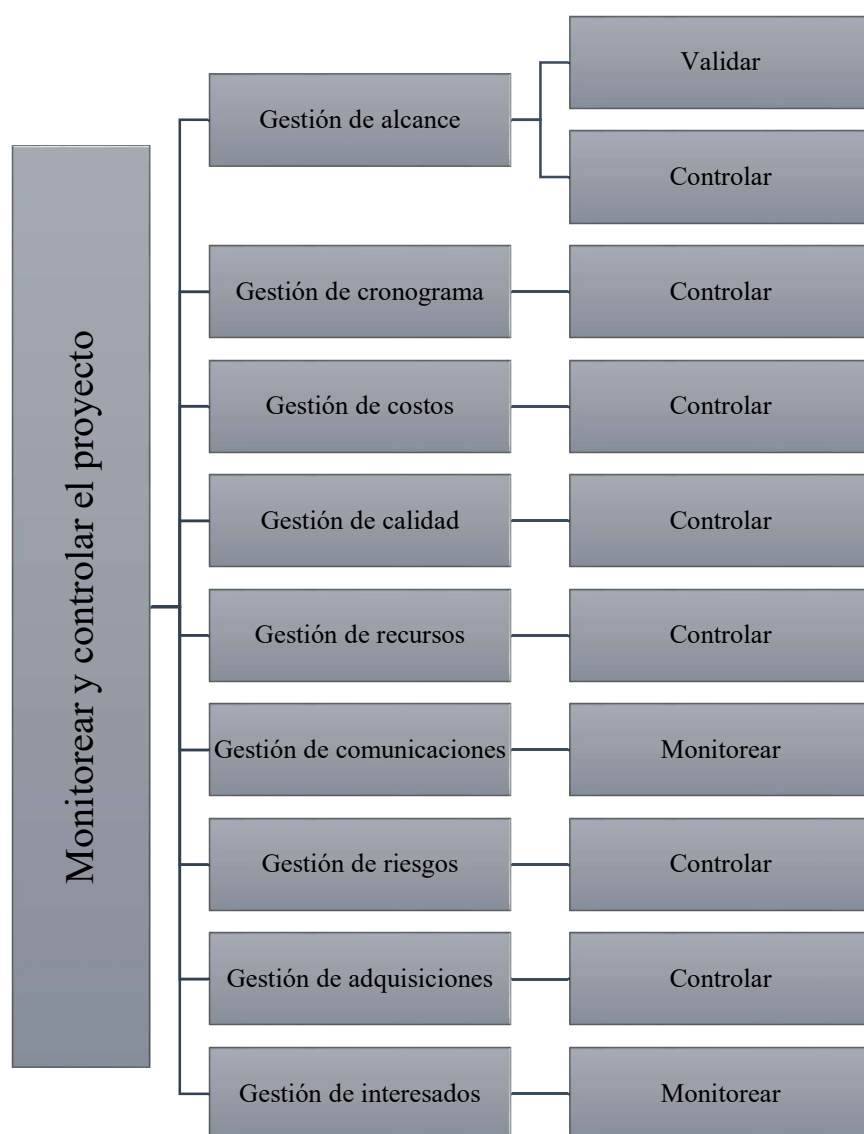 Monitorear y controlar el proyecto
Gestión de alcance
Validar
Controlar
Gestión de cronograma
Controlar
Gestión de costos
Controlar
Gestión de calidad
Controlar
Gestión de recursos
Controlar
Gestión de comunicaciones
Monitorear
Gestión de riesgos
Controlar
Gestión de adquisiciones
Controlar
Gestión de interesados
Monitorear